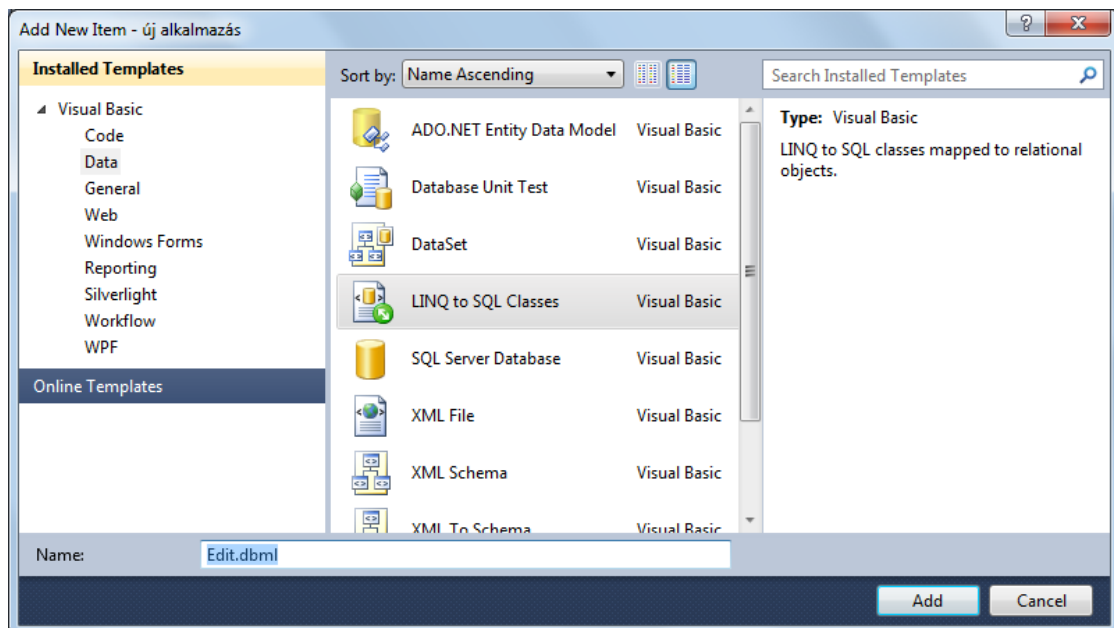 Add New Item - új alkalmazás
Installed Templates
Sort by: Name Ascending
Search Installed Templates
Visual Basic
Code
Data
General
Web
Windows Forms
Reporting
Silverlight
Workflow
WPF
Online Templates
ADO.NET Entity Data Model Visual Basic
Database Unit Test Visual Basic
DataSet Visual Basic
LINQ to SQL Classes Visual Basic
SQL Server Database Visual Basic
XML File Visual Basic
XML Schema Visual Basic
XML To Schema Visual Basic
Type: Visual Basic
LINQ to SQL classes mapped to relational
objects.
Name: Edit.dbml
Add Cancel